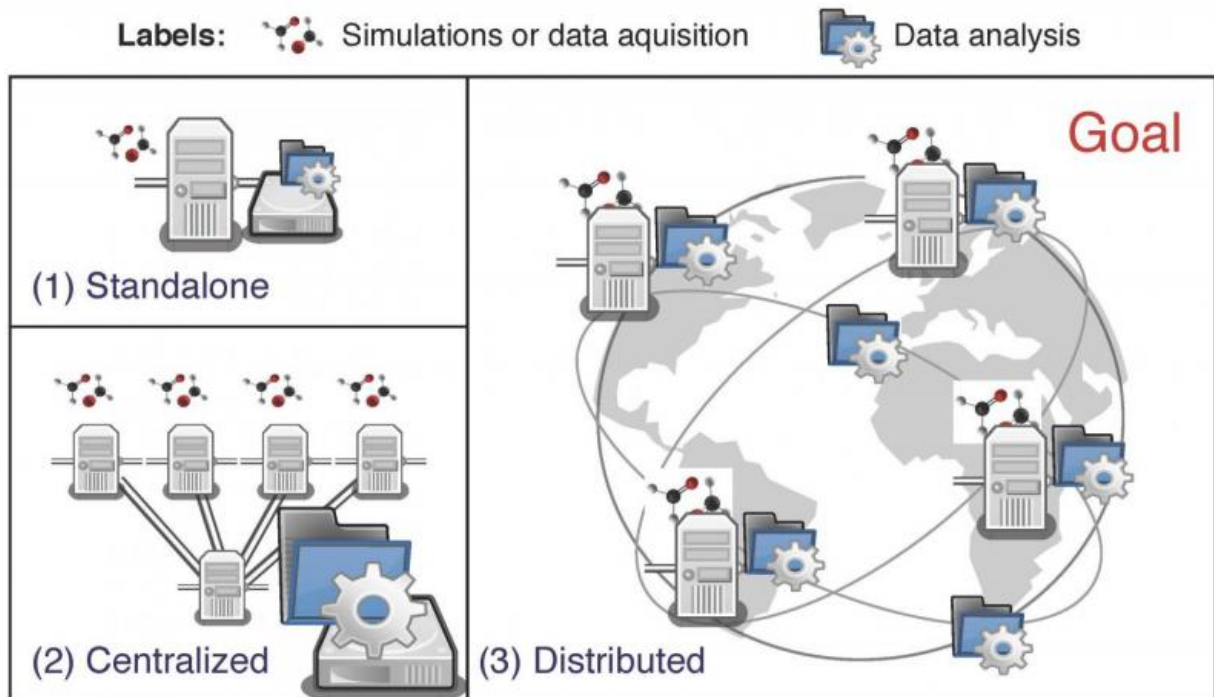 Labels: Simulations or data aquisition Data analysis
Goal
(1) Standalone
(2) Centralized
(3) Distributed